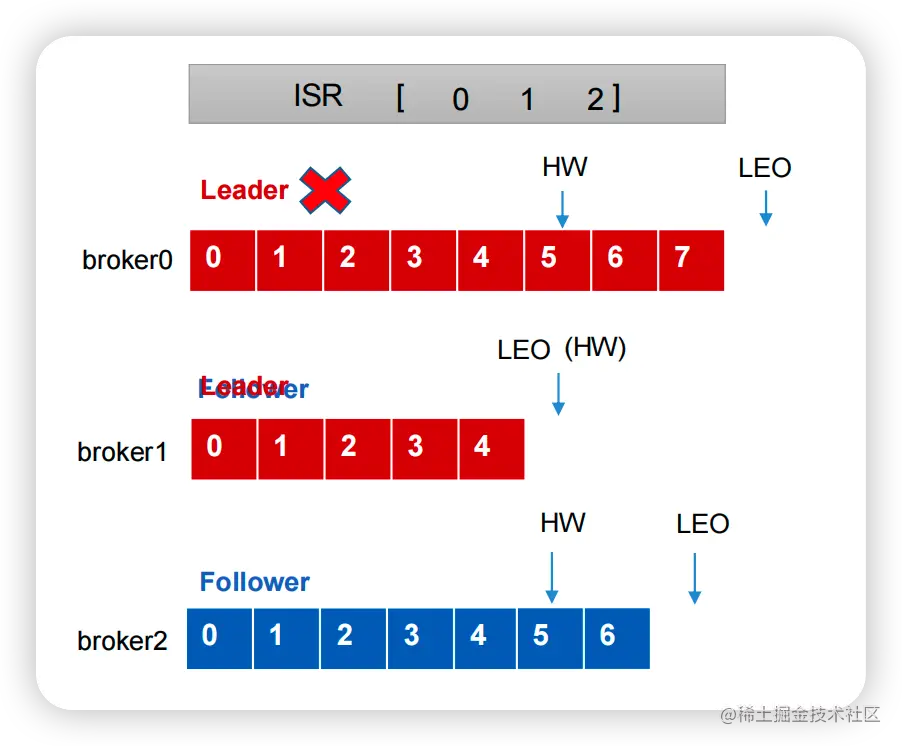 ISR [ 0 1 2 ]
HW LEO
Leader
broker0 0 1 2 3 4 5 6 7
LEO (HW)
Leader
Follower
broker1 0 1 2 3 4
HW LEO
Follower
broker2 0 1 2 3 4 5 6
@稀土掘金技术社区